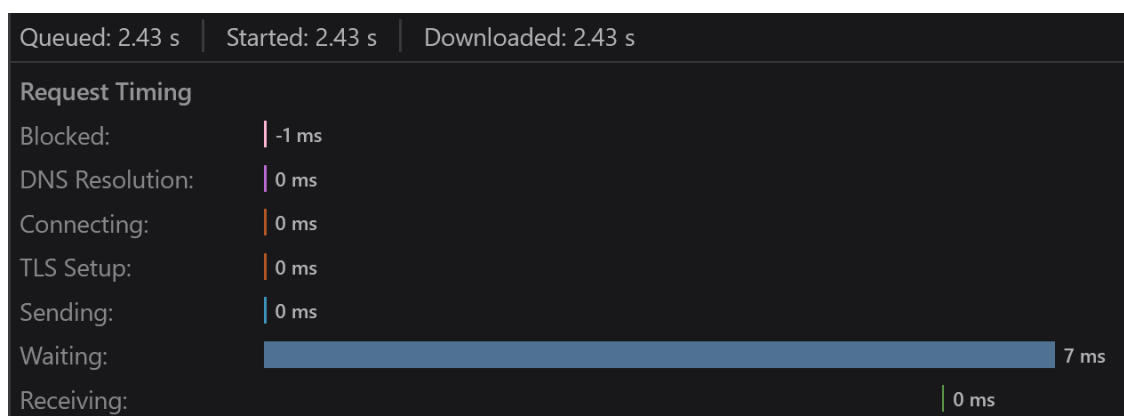 Queued: 2.43 s Started: 2.43 s Downloaded: 2.43 s
Request Timing
Blocked: -1 ms
DNS Resolution: 0 ms
Connecting: 0 ms
TLS Setup: 0 ms
Sending: 0 ms
Waiting: 7 ms
Receiving: 0 ms